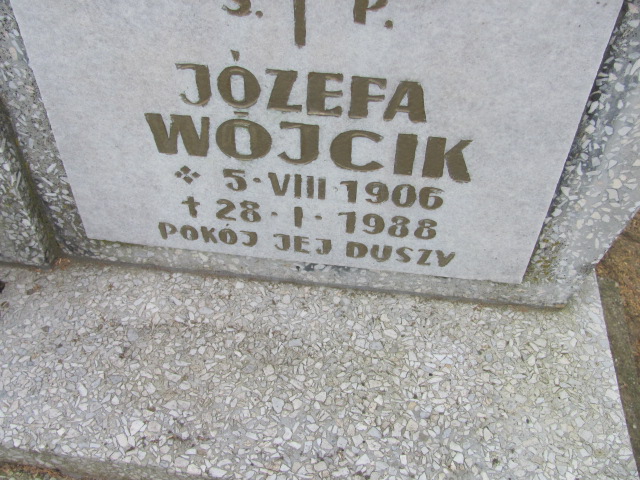 Ś. P.
JÓZEFA
WÓJCIK
5·VIII 1906
† 28·I·1988
POKÓJ JEJ DUSZY